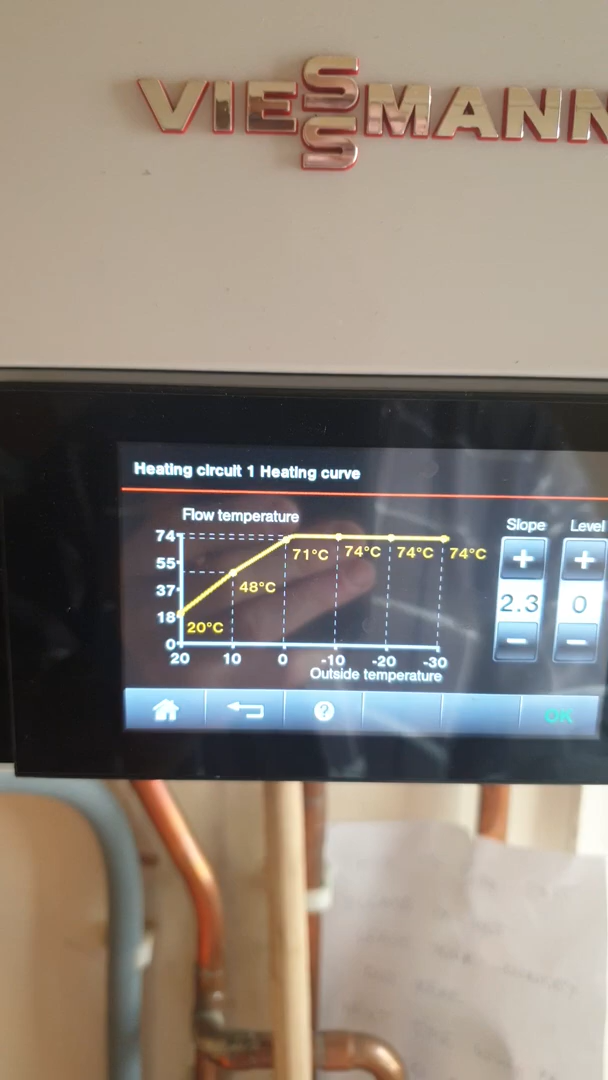 VIESSMANN
Heating circuit 1 Heating curve
Flow temperature
Slope
Level
74
55
37
18
0
20°C
48°C
71°C
74°C
74°C
74°C
+
+
2.3
0
−
−
20
10
0
-10
-20
-30
Outside temperature
?
OK